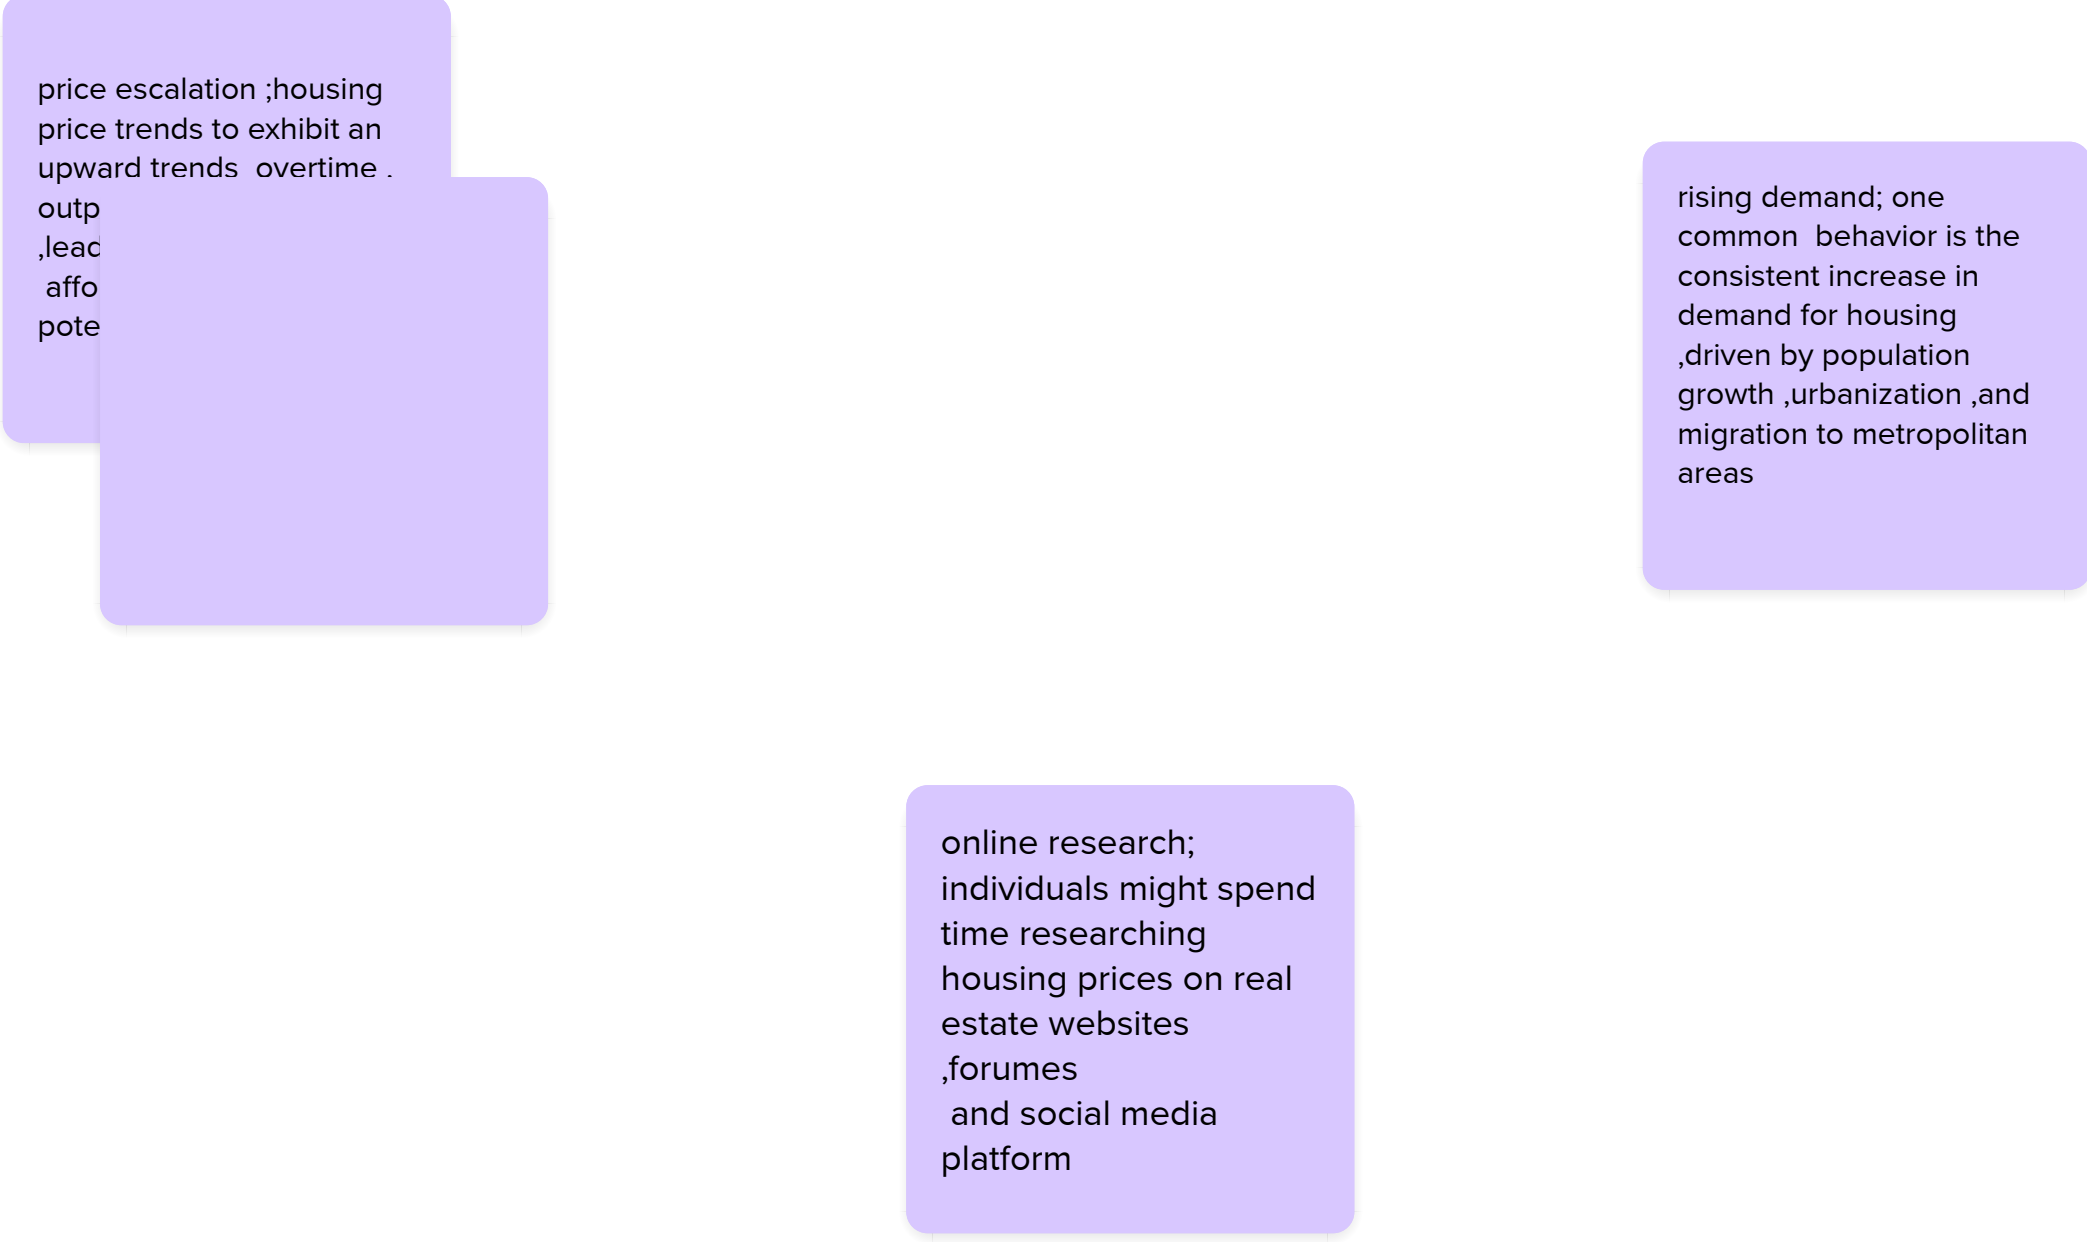 price escalation ;housing
price trends to exhibit an
upward trends  overtime ,
rising demand; one
common  behavior is the
consistent increase in
demand for housing
,driven by population
growth ,urbanization ,and
migration to metropolitan
areas
online research;
individuals might spend
time researching
housing prices on real
estate websites
,forumes
 and social media
platform